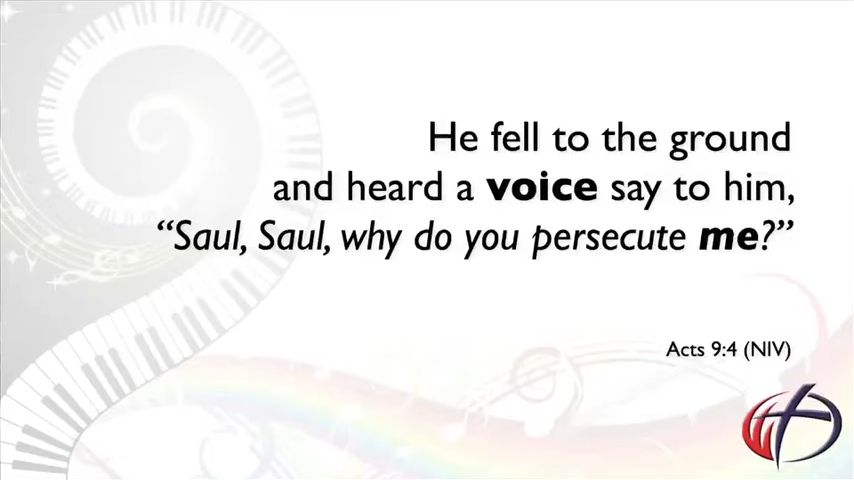 He fell to the ground
and heard a voice say to him,
“Saul, Saul, why do you persecute me?”
Acts 9:4 (NIV)